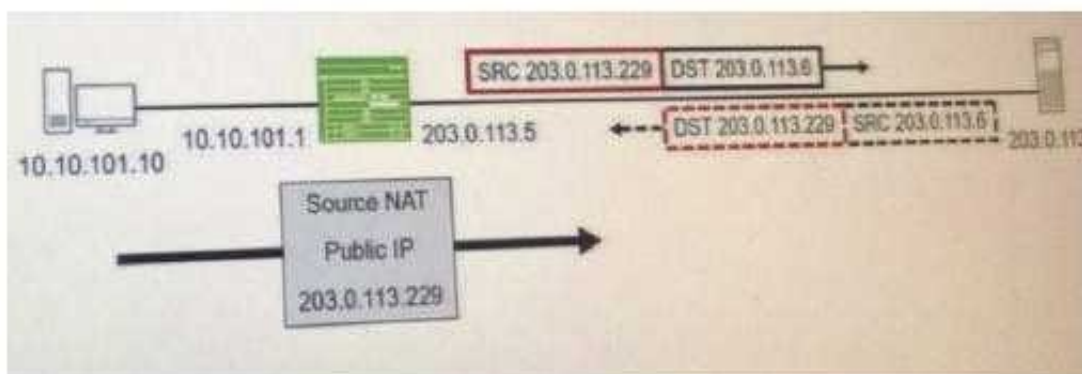 SRC 203.0.113.229 DST 203.0.113.6
DST 203.0.113.229 SRC 203.0.113.6
10.10.101.1
203.0.113.5
10.10.101.10
Source NAT
Public IP
203.0.113.229